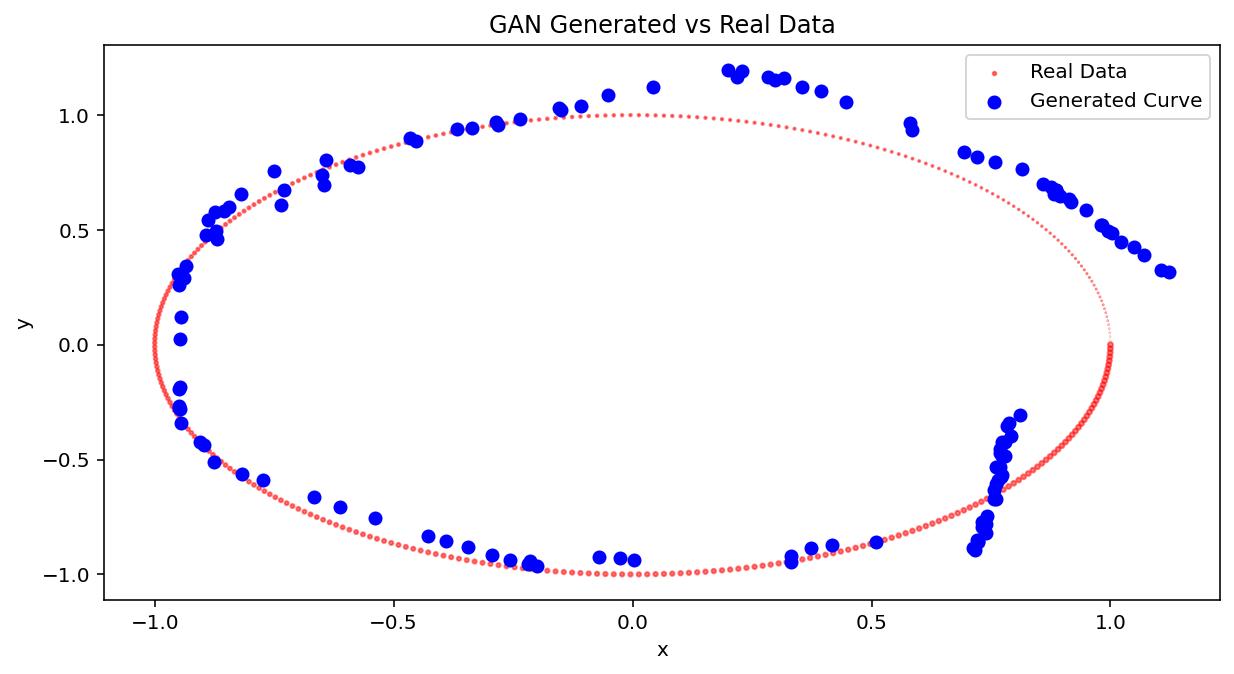 GAN Generated vs Real Data
Real Data
Generated Curve
1.0
0.5
0.0
−0.5
−1.0
y
−1.0 −0.5 0.0 0.5 1.0
x